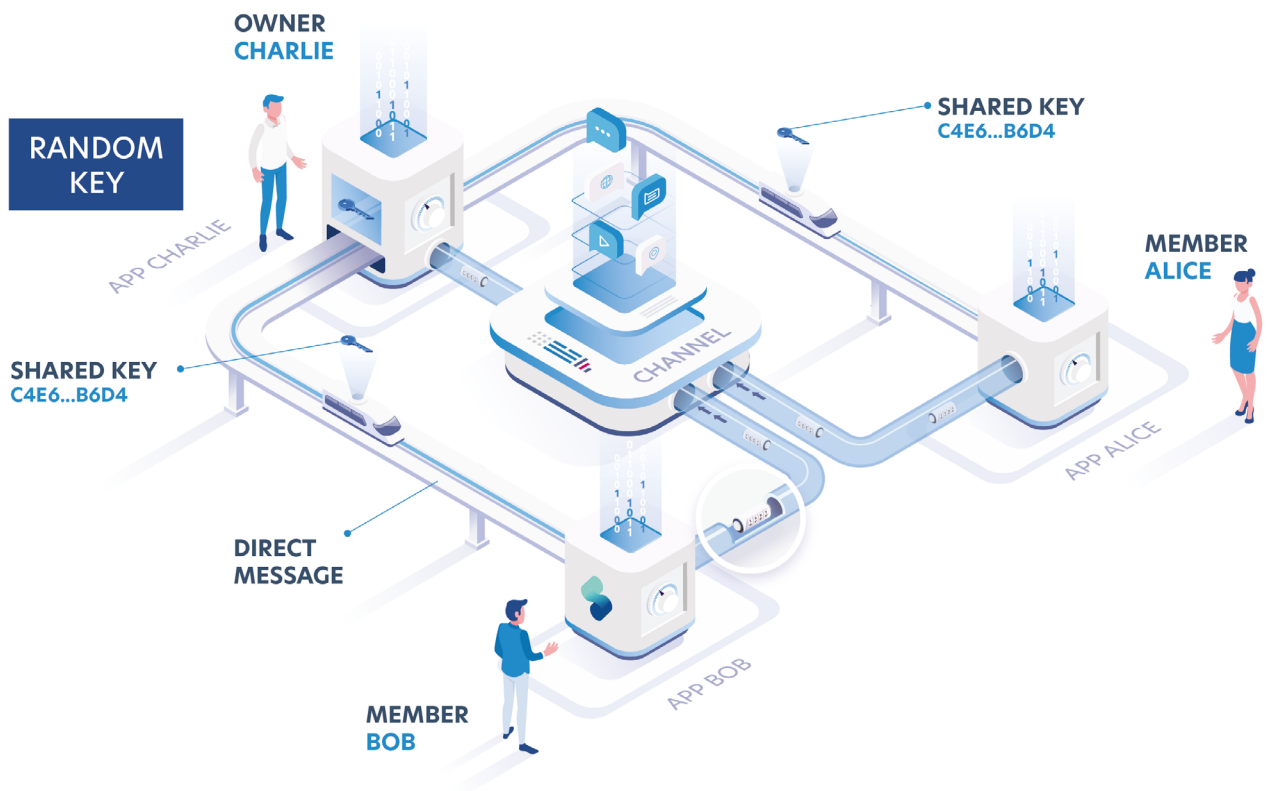 OWNER
CHARLIE
RANDOM
KEY
SHARED KEY
C4E6...B6D4
APP CHARLIE
MEMBER
ALICE
SHARED KEY
C4E6...B6D4
CHANNEL
APP ALICE
DIRECT
MESSAGE
APP BOB
MEMBER
BOB